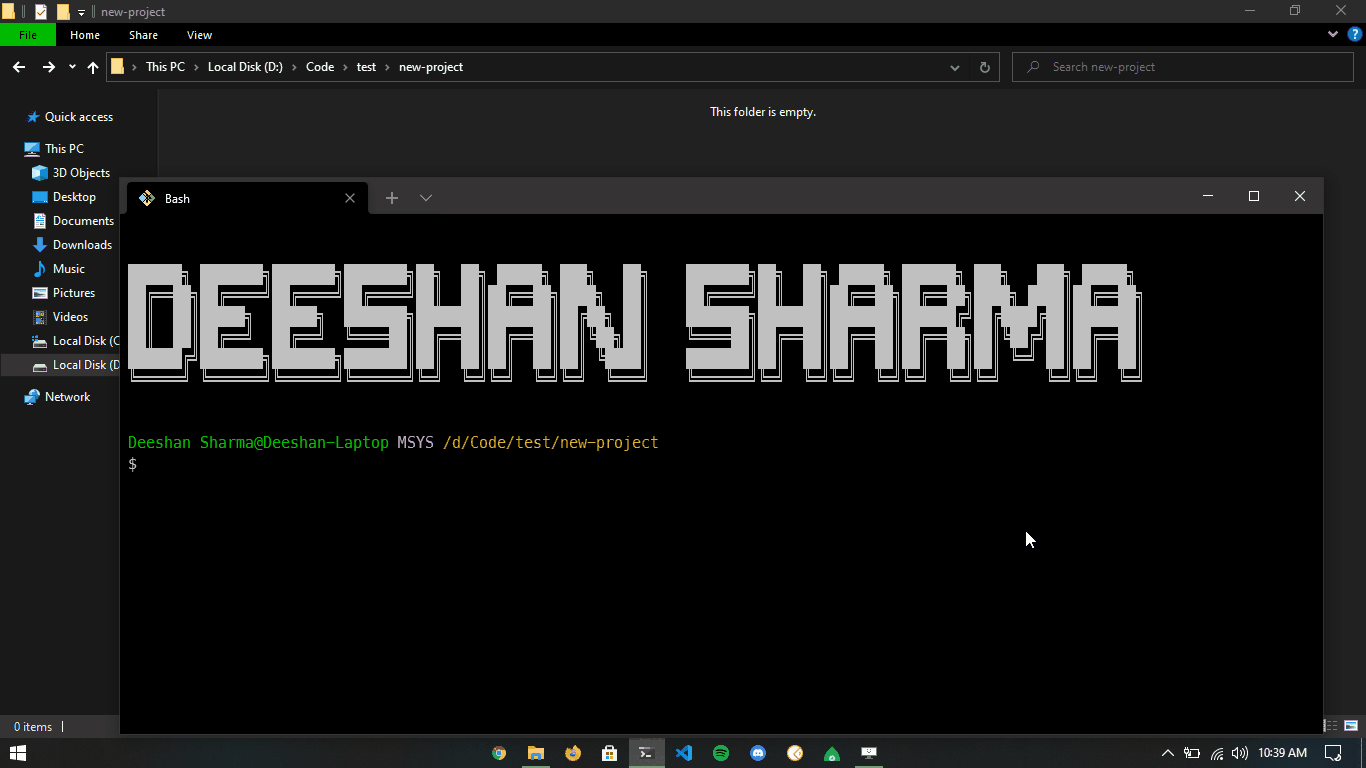 new-project
File Home Share View
This PC Local Disk (D:) Code test new-project
Search new-project
This folder is empty.
Quick access
This PC
3D Objects
Desktop
Documents
Downloads
Music
Pictures
Videos
Local Disk (C
Local Disk (D
Network
Bash
DEESHAN SHARMA
Deeshan Sharma@Deeshan-Laptop MSYS /d/Code/test/new-project
$
0 items
10:39 AM